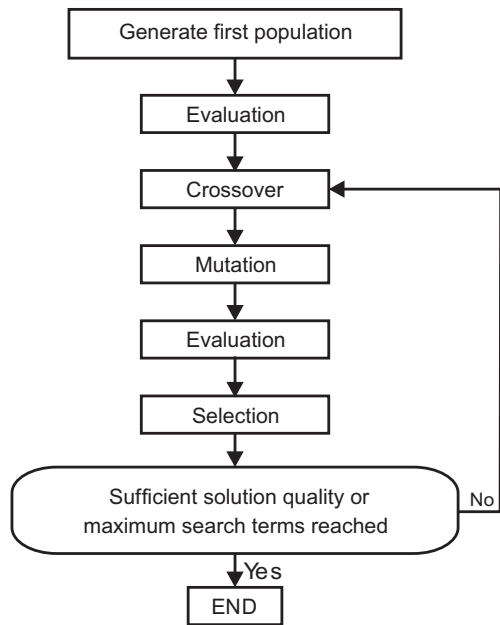 Generate first population
Evaluation
Crossover
Mutation
Evaluation
Selection
Sufficient solution quality or
maximum search terms reached
No
Yes
END